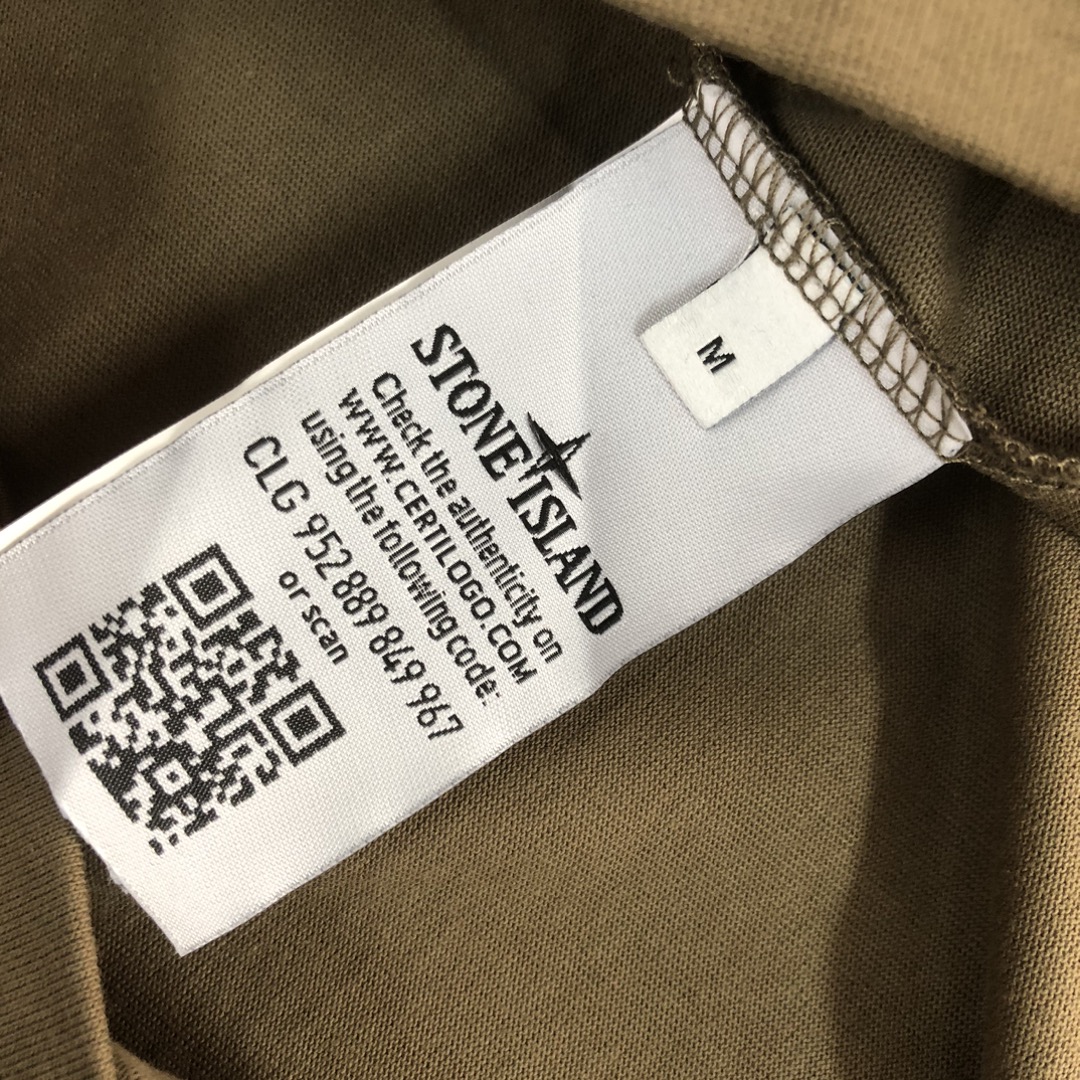 STONE ISLAND
Check the authenticity on
WWW.CERTILOGO.COM
using the following code:
CLG 952 889 849 967
or scan
M